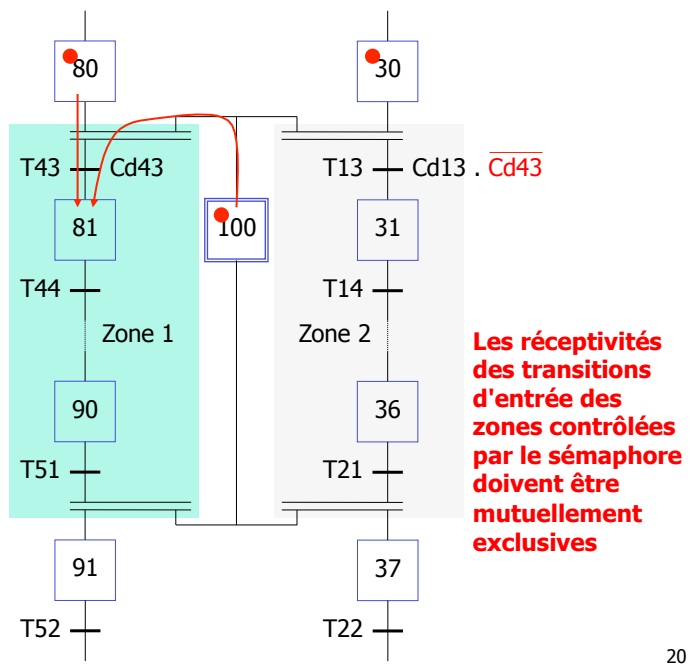 80
30
T43
Cd43
T13
Cd13 . Cd43
81
100
31
T44
T14
Zone 1
Zone 2
Les réceptivités
des transitions
d'entrée des
zones contrôlées
par le sémaphore
doivent être
mutuellement
exclusives
90
36
T51
T21
91
37
T52
T22
20